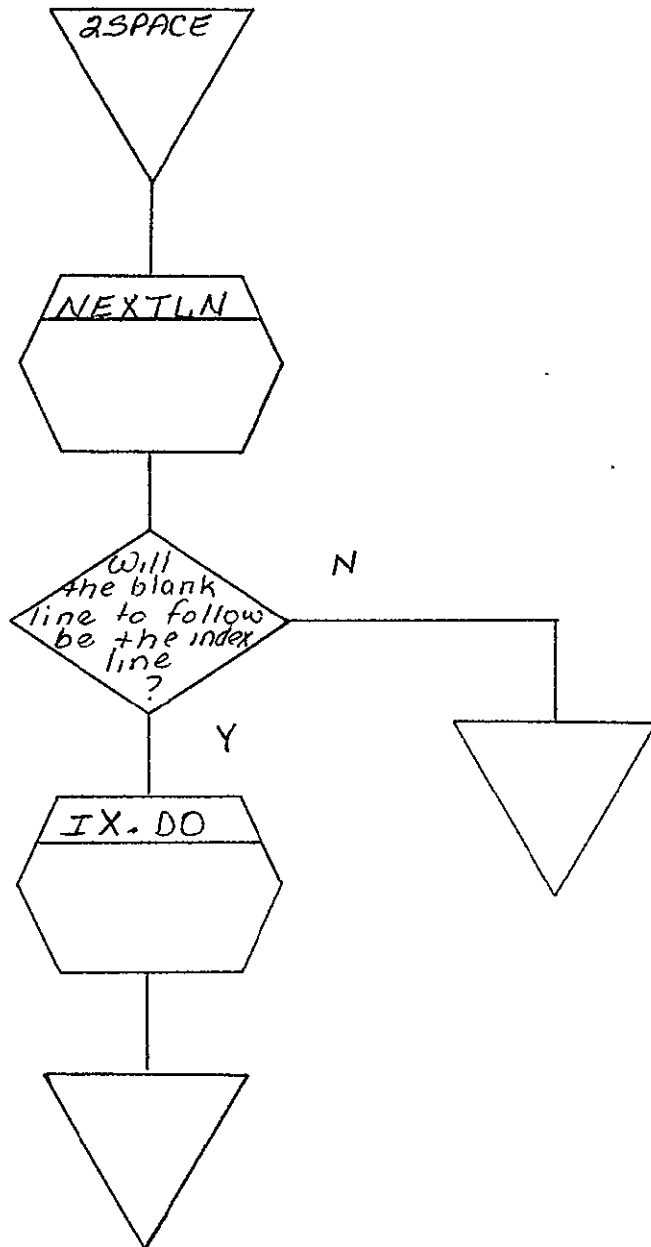 2SPACE
NEXTLN
Will
the blank
line to follow
be the index
line
?
N
Y
IX.DO